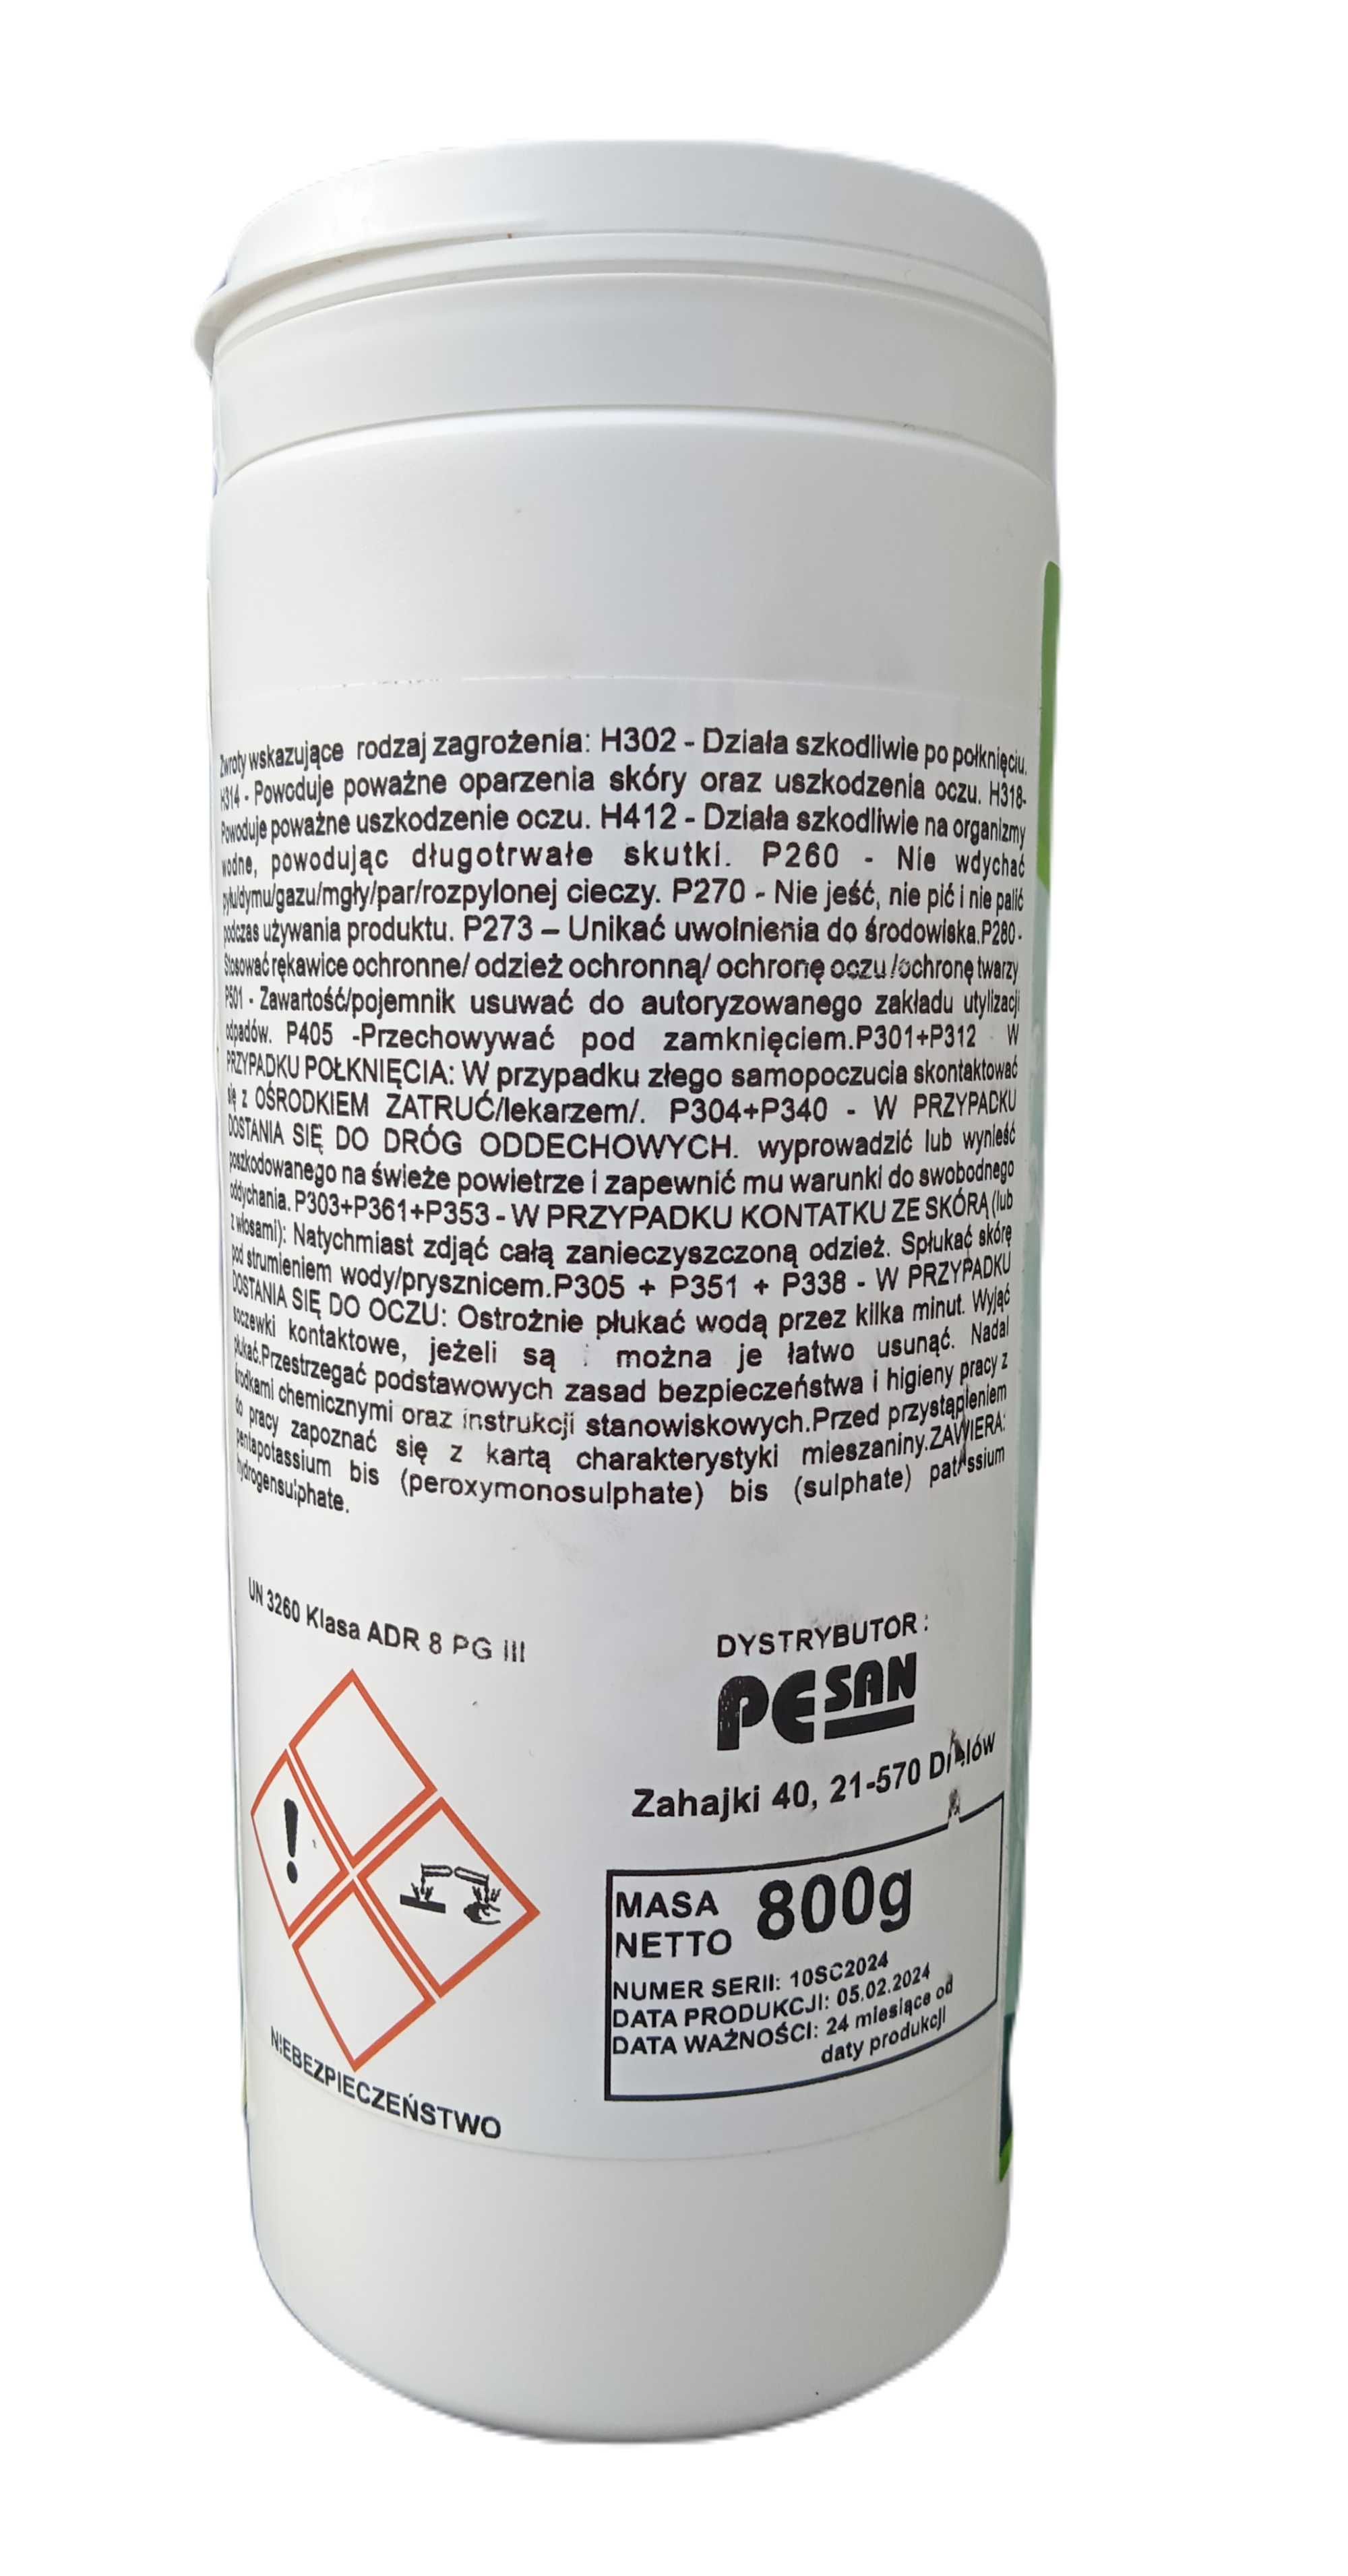 Zwroty wskazujące rodzaj zagrożenia: H302 - Działa szkodliwie po połknięciu.
H314 - Powoduje poważne oparzenia skóry oraz uszkodzenia oczu. H318-
Powoduje poważne uszkodzenie oczu. H412 - Działa szkodliwie na organizmy
wodne, powodując długotrwałe skutki. P260 - Nie wdychać
pyłu/dymu/gazu/mgły/par/rozpylonej cieczy. P270 - Nie jeść, nie pić i nie palić
podczas używania produktu. P273 – Unikać uwolnienia do środowiska.P280 -
Stosować rękawice ochronne/ odzież ochronną/ ochronę oczu /ochronę twarzy
P501 - Zawartość/pojemnik usuwać do autoryzowanego zakładu utylizacji
odpadów. P405 -Przechowywać pod zamknięciem.P301+P312 - W
PRZYPADKU POŁKNIĘCIA: W przypadku złego samopoczucia skontaktować
się z OŚRODKIEM ZATRUĆ/lekarzem/. P304+P340 - W PRZYPADKU
DOSTANIA SIĘ DO DRÓG ODDECHOWYCH. wyprowadzić lub wynieść
poszkodowanego na świeże powietrze i zapewnić mu warunki do swobodnego
oddychania. P303+P361+P353 - W PRZYPADKU KONTATKU ZE SKÓRĄ (lub
z włosami): Natychmiast zdjąć całą zanieczyszczoną odzież. Spłukać skórę
pod strumieniem wody/prysznicem.P305 + P351 + P338 - W PRZYPADKU
DOSTANIA SIĘ DO OCZU: Ostrożnie płukać wodą przez kilka minut. Wyjąć
soczewki kontaktowe, jeżeli są i można je łatwo usunąć. Nadal
płukać.Przestrzegać podstawowych zasad bezpieczeństwa i higieny pracy z
środkami chemicznymi oraz instrukcji stanowiskowych.Przed przystąpieniem
do pracy zapoznać się z kartą charakterystyki mieszaniny.ZAWIERA:
pentapotassium bis (peroxymonosulphate) bis (sulphate) patassium
hydrogensulphate.
UN 3260 Klasa ADR 8 PG III
NIEBEZPIECZEŃSTWO
DYSTRYBUTOR :
PESAN
Zahajki 40, 21-570
MASA NETTO 800g
NUMER SERII: 10SC2024
DATA PRODUKCJI: 05.02.2024
DATA WAŻNOŚCI: 24 miesiące od
daty produkcji